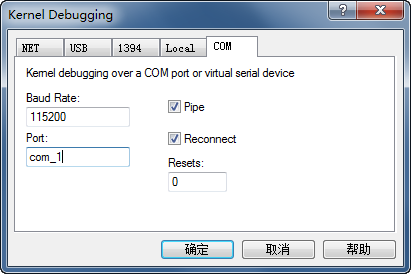 Kernel Debugging
NET USB 1394 Local COM
Kernel debugging over a COM port or virtual serial device
Baud Rate:
115200
Pipe
Port:
com_1
Reconnect
Resets:
0
确定 取消 帮助